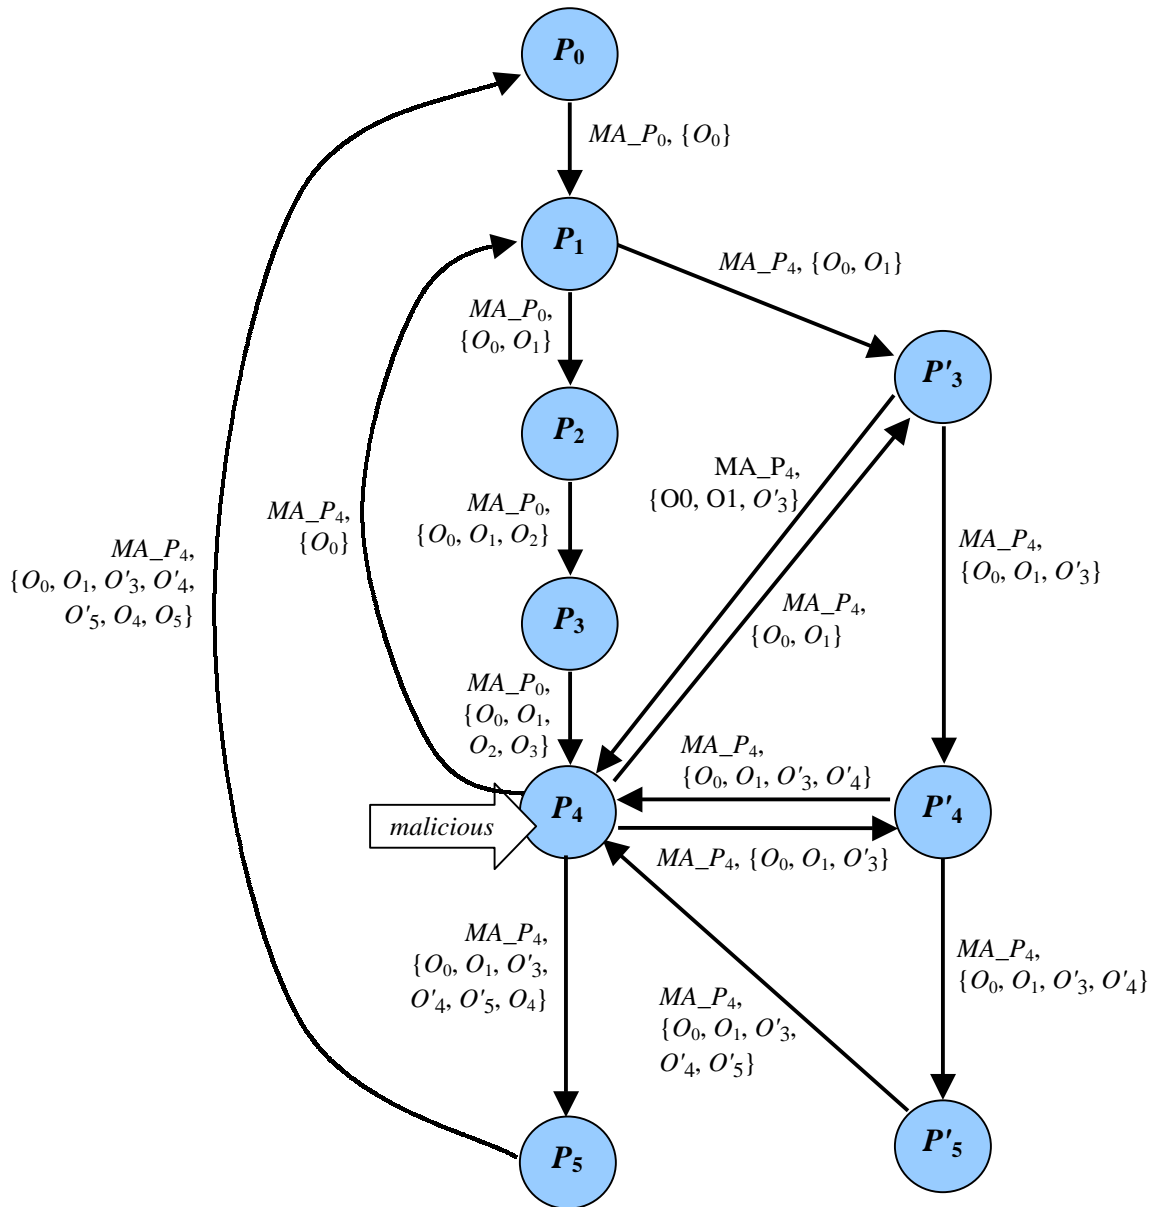 P₀
MA_P₀, {O₀}
P₁
MA_P₄, {O₀, O₁}
MA_P₀,
{O₀, O₁}
P'₃
P₂
MA_P₄,
{O0, O1, O'₃}
MA_P₀,
{O₀, O₁, O₂}
MA_P₄,
{O₀}
MA_P₄,
{O₀, O₁, O'₃, O'₄,
O'₅, O₄, O₅}
MA_P₄,
{O₀, O₁, O'₃}
MA_P₄,
{O₀, O₁}
P₃
MA_P₀,
{O₀, O₁,
O₂, O₃}
MA_P₄,
{O₀, O₁, O'₃, O'₄}
P₄
P'₄
malicious
MA_P₄, {O₀, O₁, O'₃}
MA_P₄,
{O₀, O₁, O'₃,
O'₄, O'₅, O₄}
MA_P₄,
{O₀, O₁, O'₃, O'₄}
MA_P₄,
{O₀, O₁, O'₃,
O'₄, O'₅}
P₅
P'₅